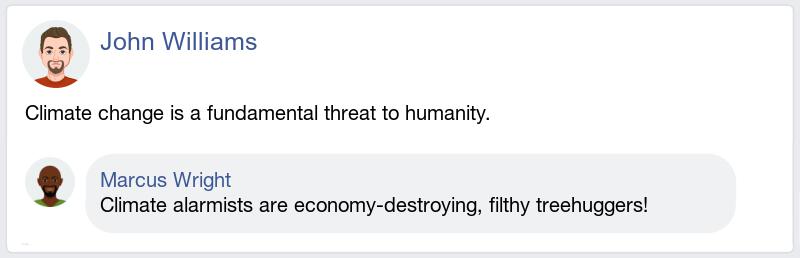 John Williams
Climate change is a fundamental threat to humanity.
Marcus Wright
Climate alarmists are economy-destroying, filthy treehuggers!